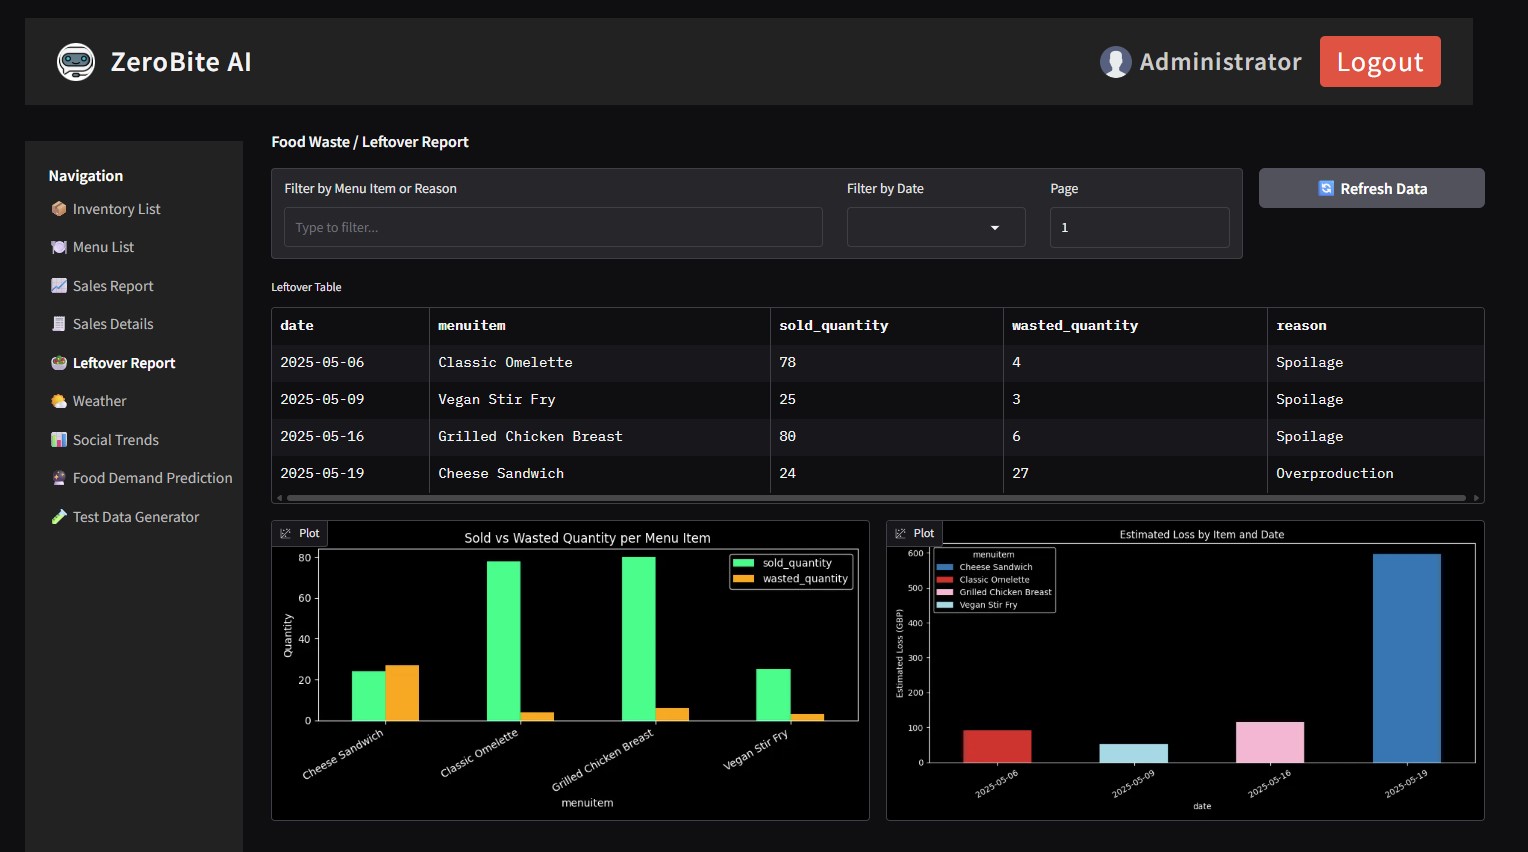 ZeroBite AI
Administrator
Logout
Navigation
Inventory List
Menu List
Sales Report
Sales Details
Leftover Report
Weather
Social Trends
Food Demand Prediction
Test Data Generator
Food Waste / Leftover Report
Filter by Menu Item or Reason
Type to filter...
Filter by Date
Page
1
Refresh Data
Leftover Table
date menuitem sold_quantity wasted_quantity reason
2025-05-06 Classic Omelette 78 4 Spoilage
2025-05-09 Vegan Stir Fry 25 3 Spoilage
2025-05-16 Grilled Chicken Breast 80 6 Spoilage
2025-05-19 Cheese Sandwich 24 27 Overproduction
Plot
Sold vs Wasted Quantity per Menu Item
sold_quantity
wasted_quantity
Quantity
80
60
40
20
0
Cheese Sandwich
Classic Omelette
Grilled Chicken Breast
Vegan Stir Fry
menuitem
Plot
Estimated Loss by Item and Date
menuitem
Cheese Sandwich
Classic Omelette
Grilled Chicken Breast
Vegan Stir Fry
Estimated Loss (GBP)
600
500
400
300
200
100
0
2025-05-06
2025-05-09
2025-05-16
2025-05-19
date